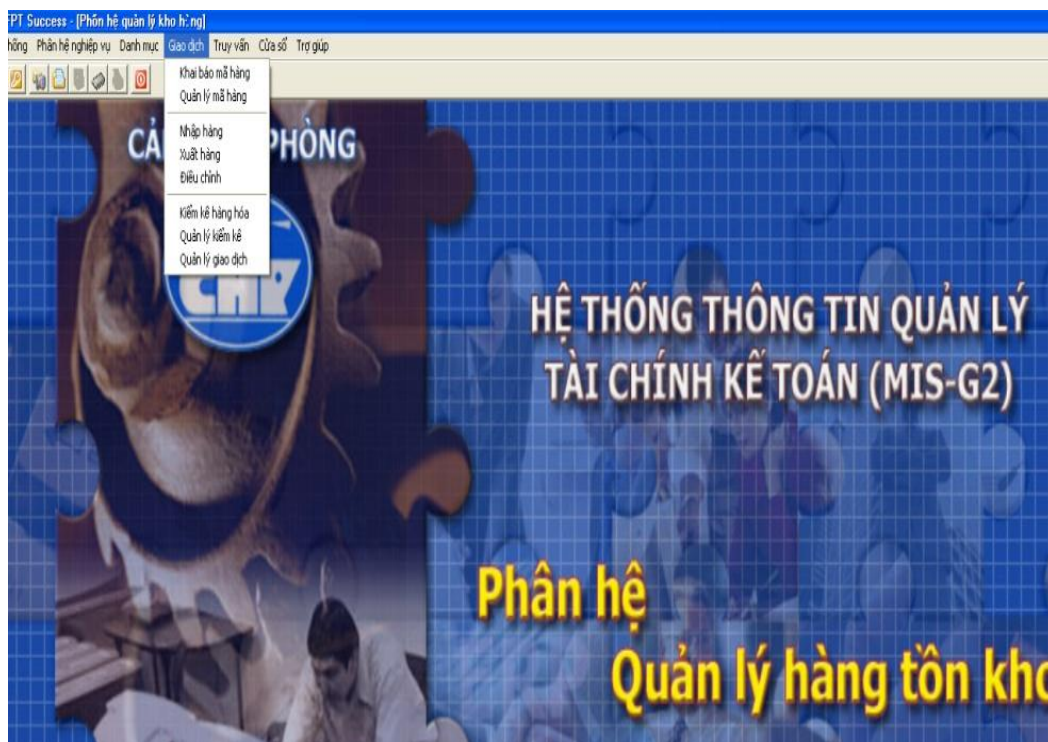 FPT Success - [Phõn hệ quản lý kho h:ng]
hống Phân hệ nghiệp vụ Danh mục Giao dịch Truy vấn Cửa sổ Trợ giúp
Khai báo mã hàng
Quản lý mã hàng
Nhập hàng
Xuất hàng
Điều chỉnh
Kiểm kê hàng hóa
Quản lý kiểm kê
Quản lý giao dịch
CẢ PHÒNG
HỆ THỐNG THÔNG TIN QUẢN LÝ
TÀI CHÍNH KẾ TOÁN (MIS-G2)
Phân hệ
Quản lý hàng tồn kho